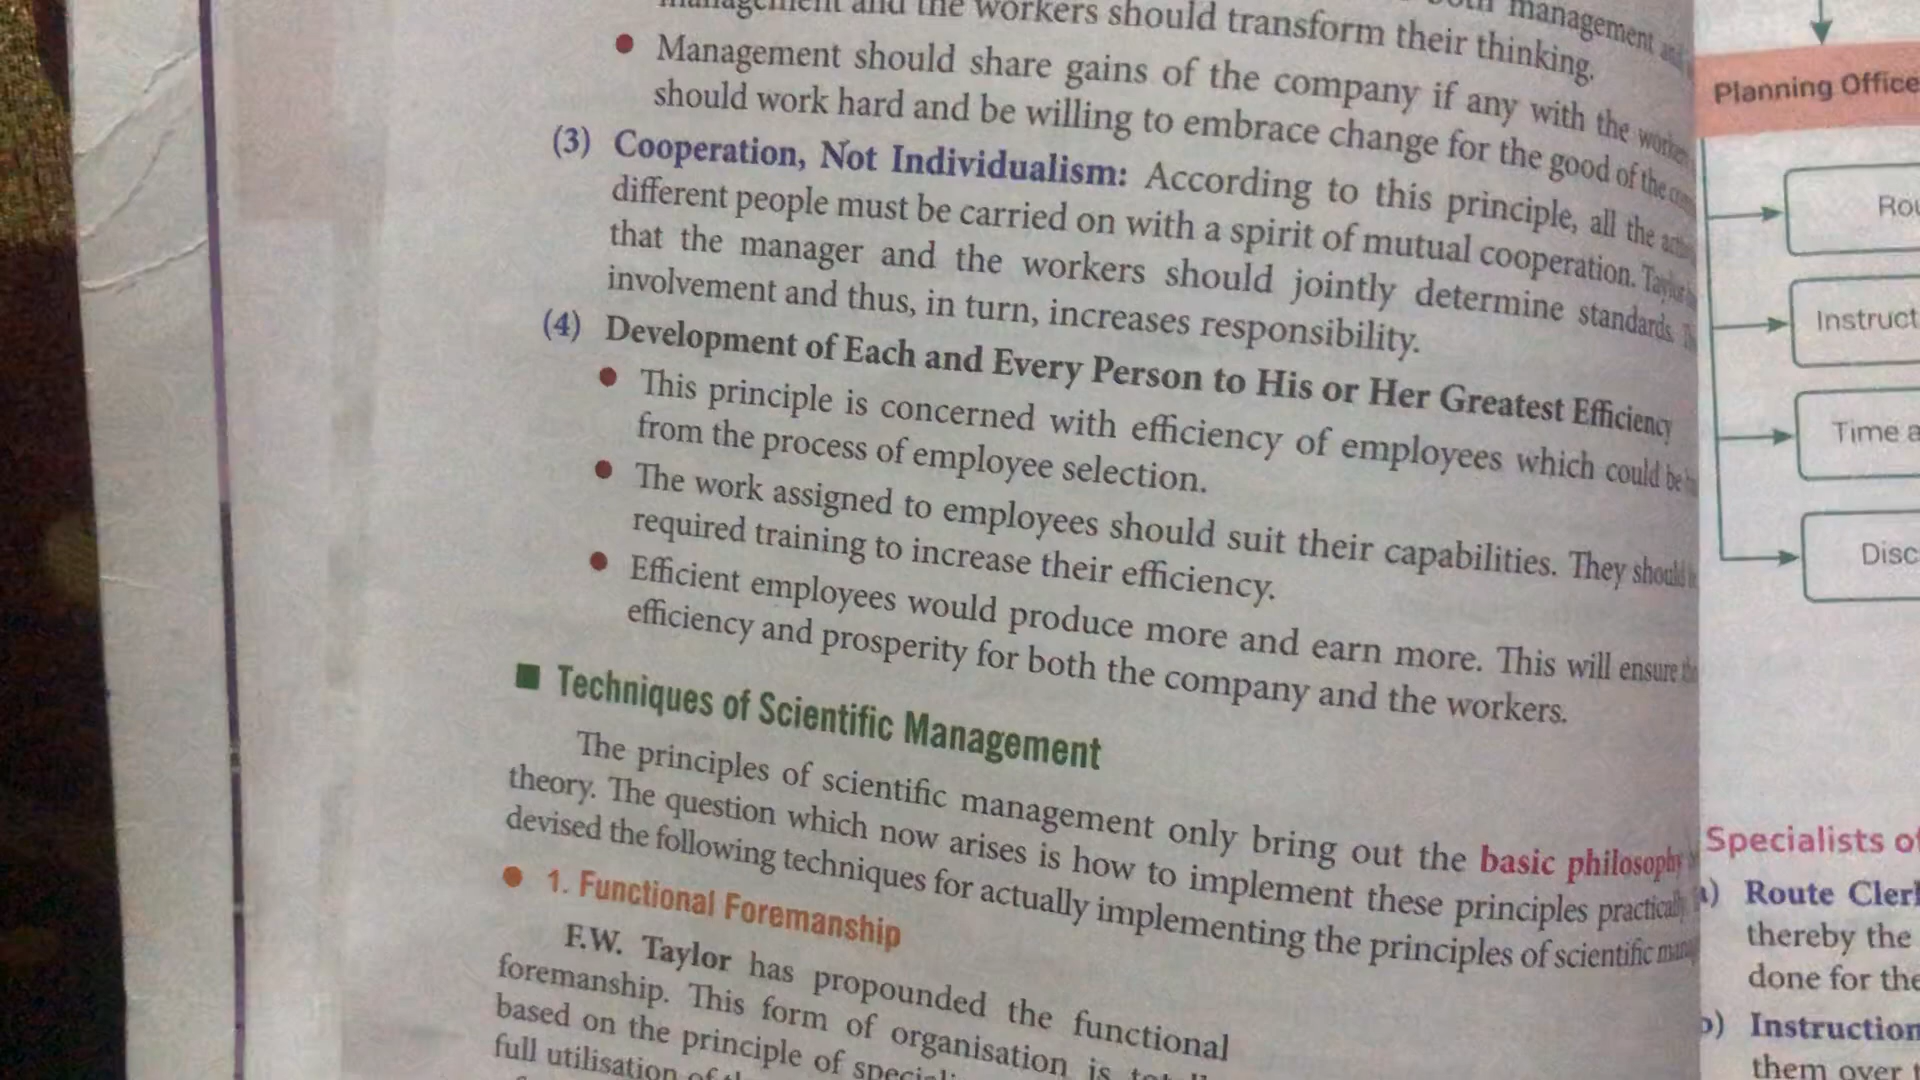 management and the workers should transform their thinking.
• Management should share gains of the company if any with the
should work hard and be willing to embrace change for the good of the
(3) Cooperation, Not Individualism: According to this principle, all the
different people must be carried on with a spirit of mutual cooperation.
that the manager and the workers should jointly determine standards.
involvement and thus, in turn, increases responsibility.
(4) Development of Each and Every Person to His or Her Greatest Efficiency
• This principle is concerned with efficiency of employees which could be
from the process of employee selection.
• The work assigned to employees should suit their capabilities. They should
required training to increase their efficiency.
• Efficient employees would produce more and earn more. This will ensure
efficiency and prosperity for both the company and the workers.
■ Techniques of Scientific Management
The principles of scientific management only bring out the basic philosophy
theory. The question which now arises is how to implement these principles practically.
devised the following techniques for actually implementing the principles of scientific
• 1. Functional Foremanship
F.W. Taylor has propounded the functional
foremanship. This form of organisation is
based on the principle of
full utilisation of
Planning Office
Instruct
Time a
Disc
Specialists of
Route Cler
thereby the
done for the
Instruction
them over